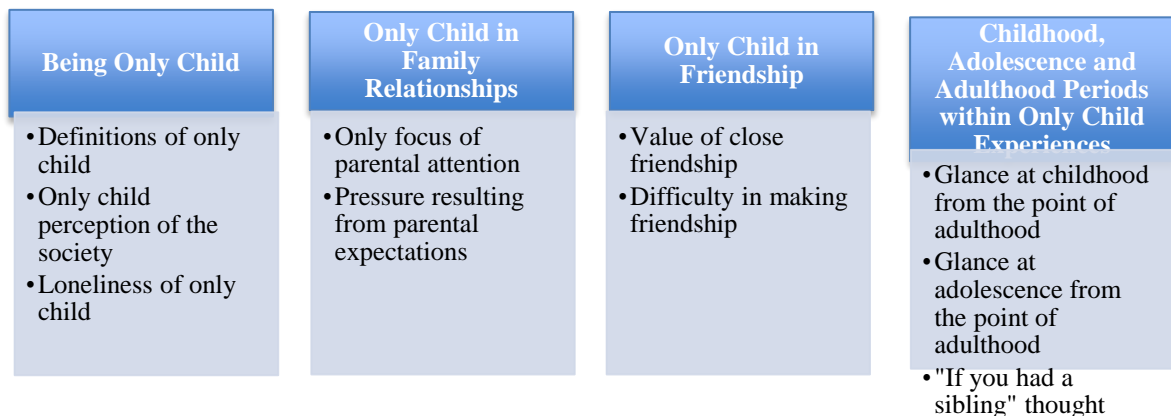 Being Only Child
•Definitions of only
child
•Only child
perception of the
society
•Loneliness of only
child
Only Child in
Family
Relationships
•Only focus of
parental attention
•Pressure resulting
from parental
expectations
Only Child in
Friendship
•Value of close
friendship
•Difficulty in making
friendship
Childhood,
Adolescence and
Adulthood Periods
within Only Child
Experiences
•Glance at childhood
from the point of
adulthood
•Glance at
adolescence from
the point of
adulthood
•"If you had a
sibling" thought